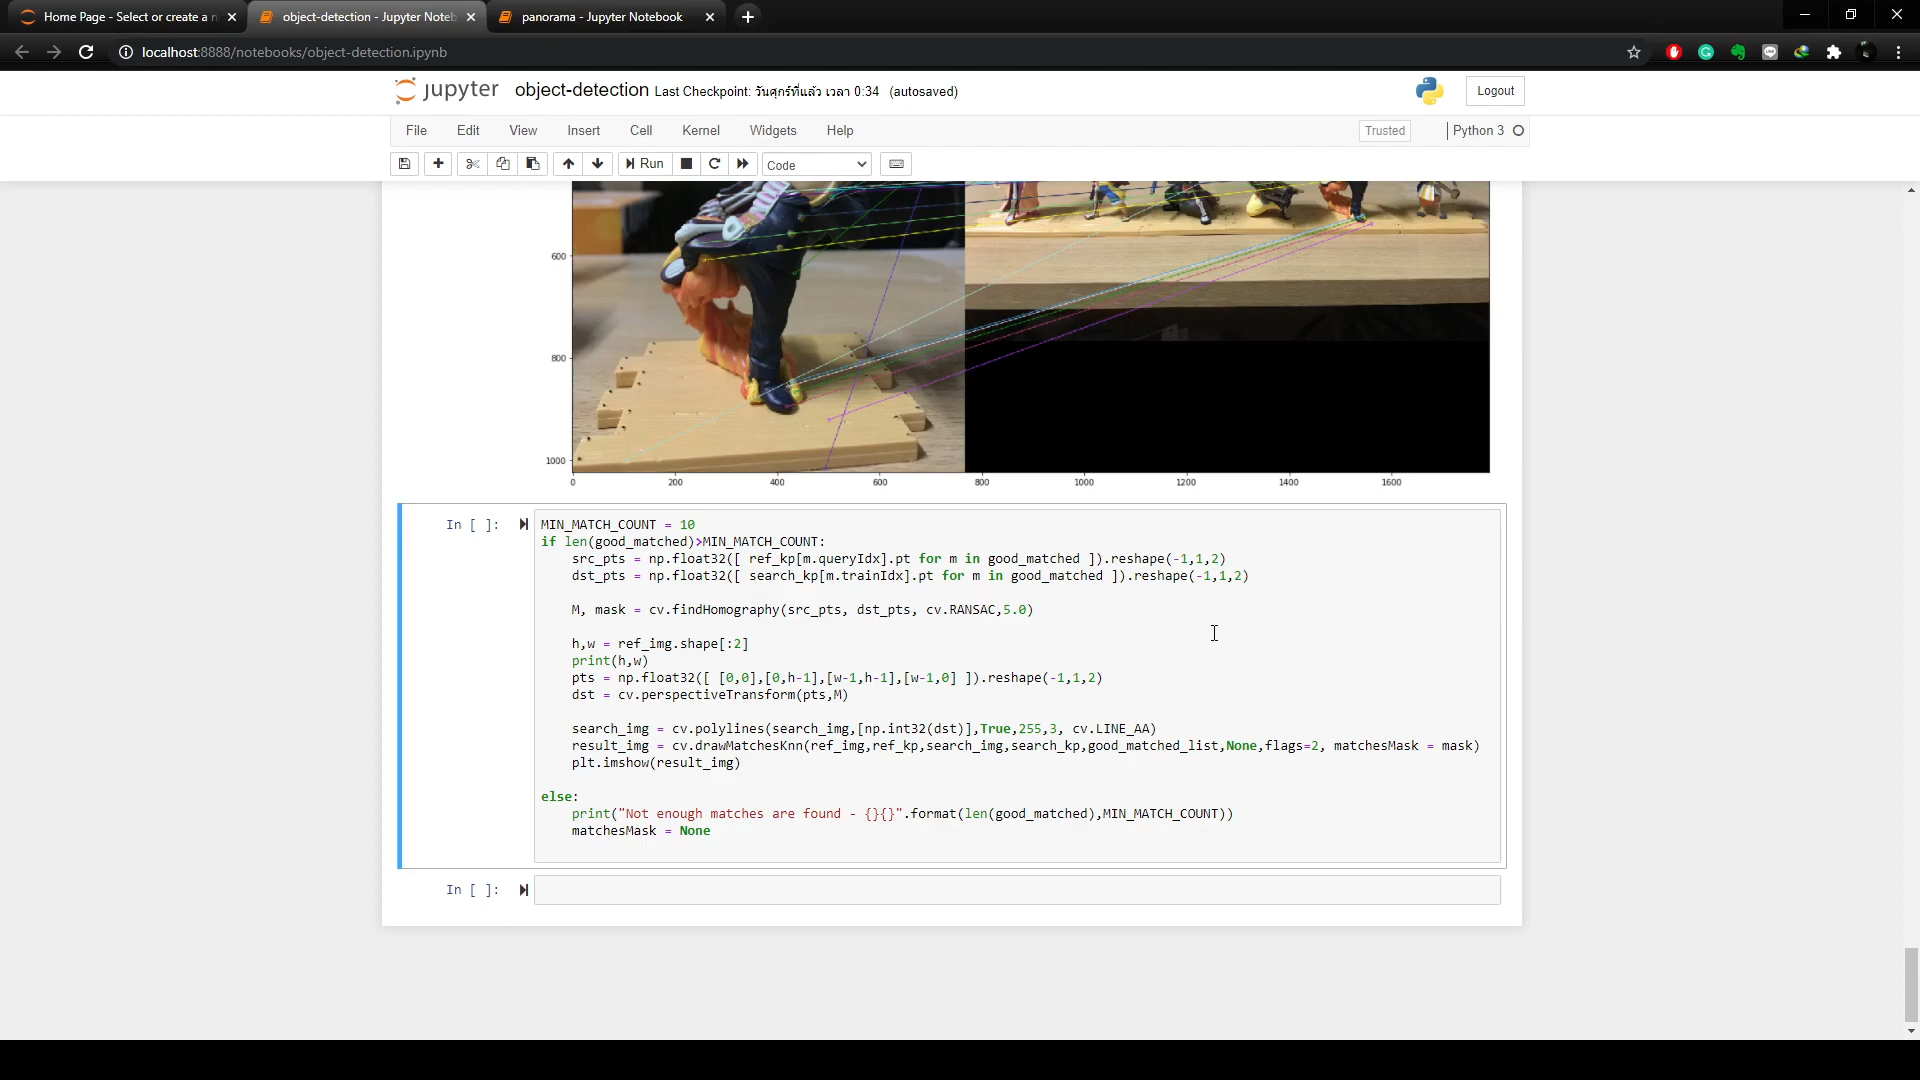 Home Page - Select or create a n
object-detection - Jupyter Noteb
panorama - Jupyter Notebook
localhost:8888/notebooks/object-detection.ipynb
jupyter object-detection Last Checkpoint: วันศุกร์ที่แล้ว เวลา 0:34 (autosaved)
Logout
File Edit View Insert Cell Kernel Widgets Help
Trusted
Python 3
Run
Code
600
800
1000
0 200 400 600 800 1000 1200 1400 1600
In [ ]:
MIN_MATCH_COUNT = 10
if len(good_matched)>MIN_MATCH_COUNT:
    src_pts = np.float32([ ref_kp[m.queryIdx].pt for m in good_matched ]).reshape(-1,1,2)
    dst_pts = np.float32([ search_kp[m.trainIdx].pt for m in good_matched ]).reshape(-1,1,2)
    M, mask = cv.findHomography(src_pts, dst_pts, cv.RANSAC,5.0)
    h,w = ref_img.shape[:2]
    print(h,w)
    pts = np.float32([ [0,0],[0,h-1],[w-1,h-1],[w-1,0] ]).reshape(-1,1,2)
    dst = cv.perspectiveTransform(pts,M)
    search_img = cv.polylines(search_img,[np.int32(dst)],True,255,3, cv.LINE_AA)
    result_img = cv.drawMatchesKnn(ref_img,ref_kp,search_img,search_kp,good_matched_list,None,flags=2, matchesMask = mask)
    plt.imshow(result_img)
else:
    print("Not enough matches are found - {}{}".format(len(good_matched),MIN_MATCH_COUNT))
    matchesMask = None
In [ ]: